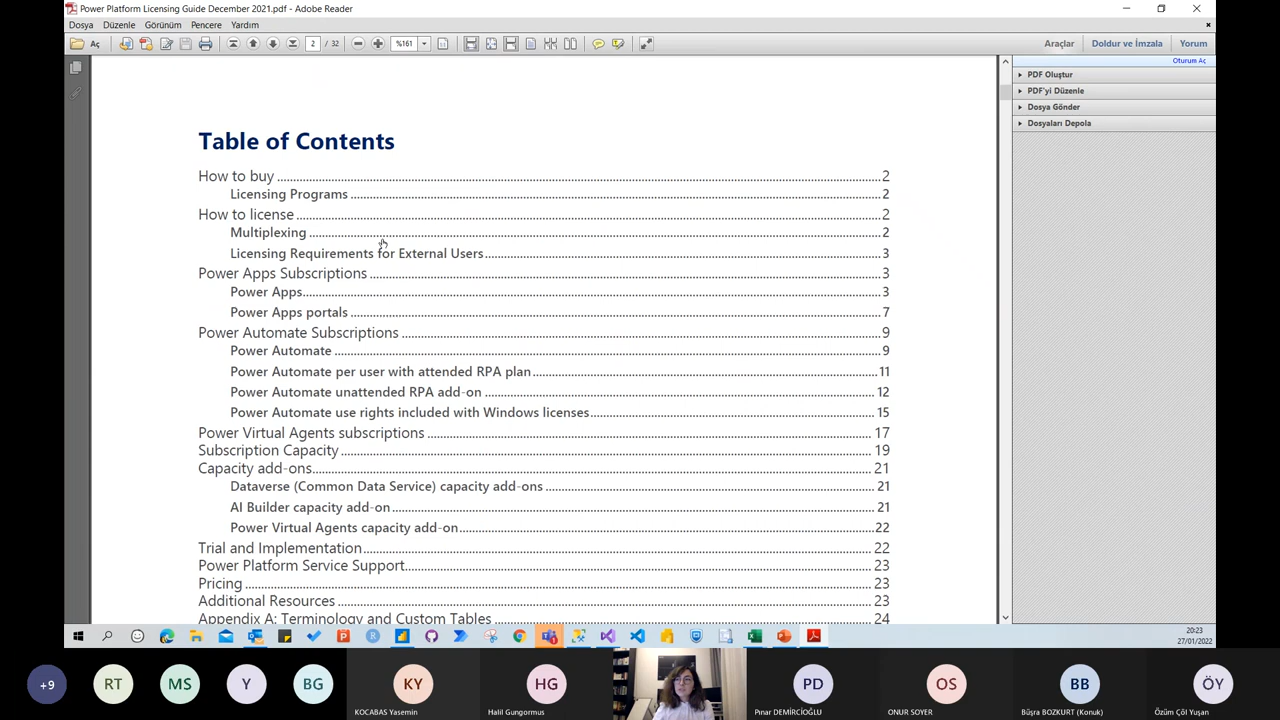 Power Platform Licensing Guide December 2021.pdf - Adobe Reader
Dosya Düzenle Görünüm Pencere Yardım
Aç 2 / 32 %161 Araçlar Doldur ve İmzala Yorum
Oturum Aç
PDF Oluştur
PDF'yi Düzenle
Dosya Gönder
Dosyaları Depola
Table of Contents
How to buy 2
Licensing Programs 2
How to license 2
Multiplexing 2
Licensing Requirements for External Users 3
Power Apps Subscriptions 3
Power Apps 3
Power Apps portals 7
Power Automate Subscriptions 9
Power Automate 9
Power Automate per user with attended RPA plan 11
Power Automate unattended RPA add-on 12
Power Automate use rights included with Windows licenses 15
Power Virtual Agents subscriptions 17
Subscription Capacity 19
Capacity add-ons 21
Dataverse (Common Data Service) capacity add-ons 21
AI Builder capacity add-on 21
Power Virtual Agents capacity add-on 22
Trial and Implementation 22
Power Platform Service Support 23
Pricing 23
Additional Resources 23
Appendix A: Terminology and Custom Tables 24
20:23
27/01/2022
+9 RT MS Y BG KY HG PD OS BB ÖY
KOCABAS Yasemin Halil Gungormus Pınar DEMİRCİOĞLU ONUR SOYER Büşra BOZKURT (Konuk) Özüm Çöl Yuşan